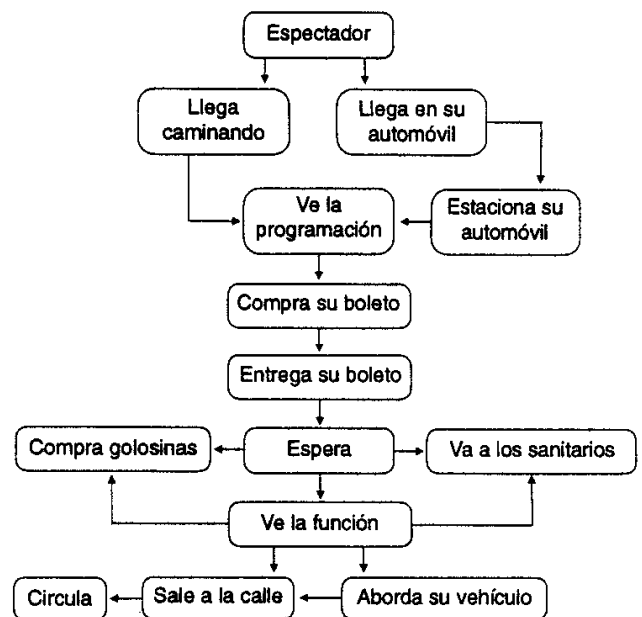 Espectador
Llega
caminando
Llega en su
automóvil
Ve la
programación
Estaciona su
automóvil
Compra su boleto
Entrega su boleto
Compra golosinas
Espera
Va a los sanitarios
Ve la función
Circula
Sale a la calle
Aborda su vehículo